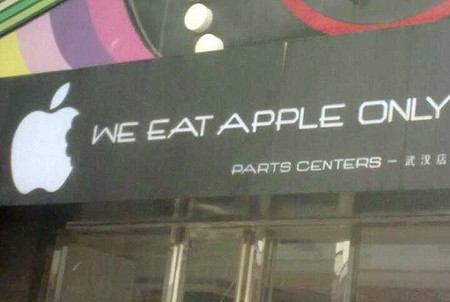 WE EAT APPLE ONLY
PARTS CENTERS - 武汉店